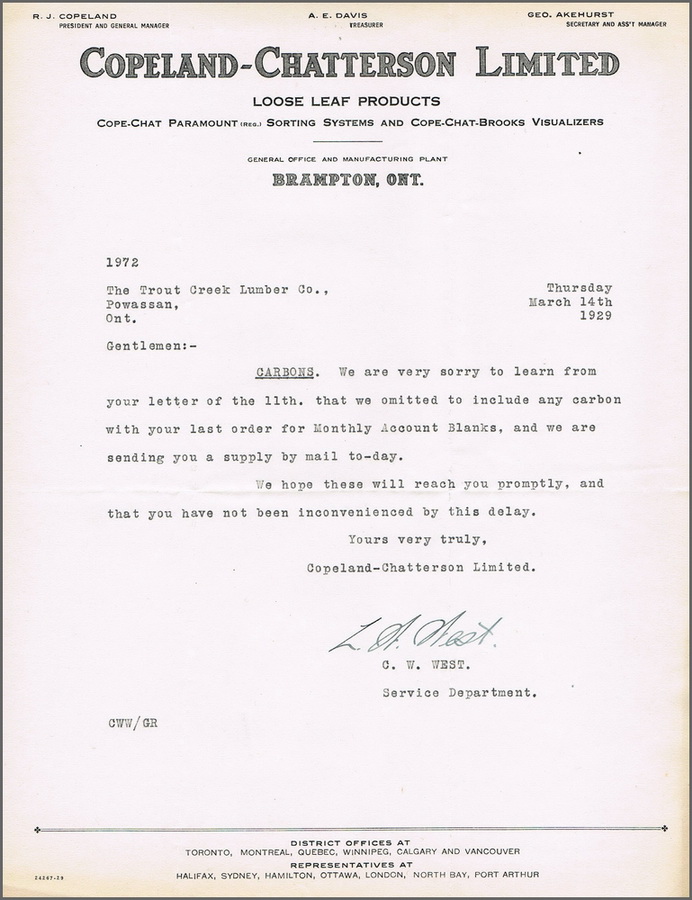 R. J. COPELAND
PRESIDENT AND GENERAL MANAGER
A. E. DAVIS
TREASURER
GEO. AKEHURST
SECRETARY AND ASS'T MANAGER
COPELAND-CHATTERSON LIMITED
LOOSE LEAF PRODUCTS
COPE-CHAT PARAMOUNT (REG.) SORTING SYSTEMS AND COPE-CHAT-BROOKS VISUALIZERS
GENERAL OFFICE AND MANUFACTURING PLANT
BRAMPTON, ONT.
1972
The Trout Creek Lumber Co.,
Powassan,
Ont.
Thursday
March 14th
1929
Gentlemen:-
CARBONS. We are very sorry to learn from
your letter of the 11th. that we omitted to include any carbon
with your last order for Monthly Account Blanks, and we are
sending you a supply by mail to-day.
We hope these will reach you promptly, and
that you have not been inconvenienced by this delay.
Yours very truly,
Copeland-Chatterson Limited.
C. W. West.
C. W. WEST.
Service Department.
CWW/GR
DISTRICT OFFICES AT
TORONTO, MONTREAL, QUEBEC, WINNIPEG, CALGARY AND VANCOUVER
REPRESENTATIVES AT
HALIFAX, SYDNEY, HAMILTON, OTTAWA, LONDON, NORTH BAY, PORT ARTHUR